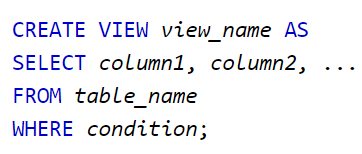 CREATE VIEW view_name AS
SELECT column1, column2, ...
FROM table_name
WHERE condition;